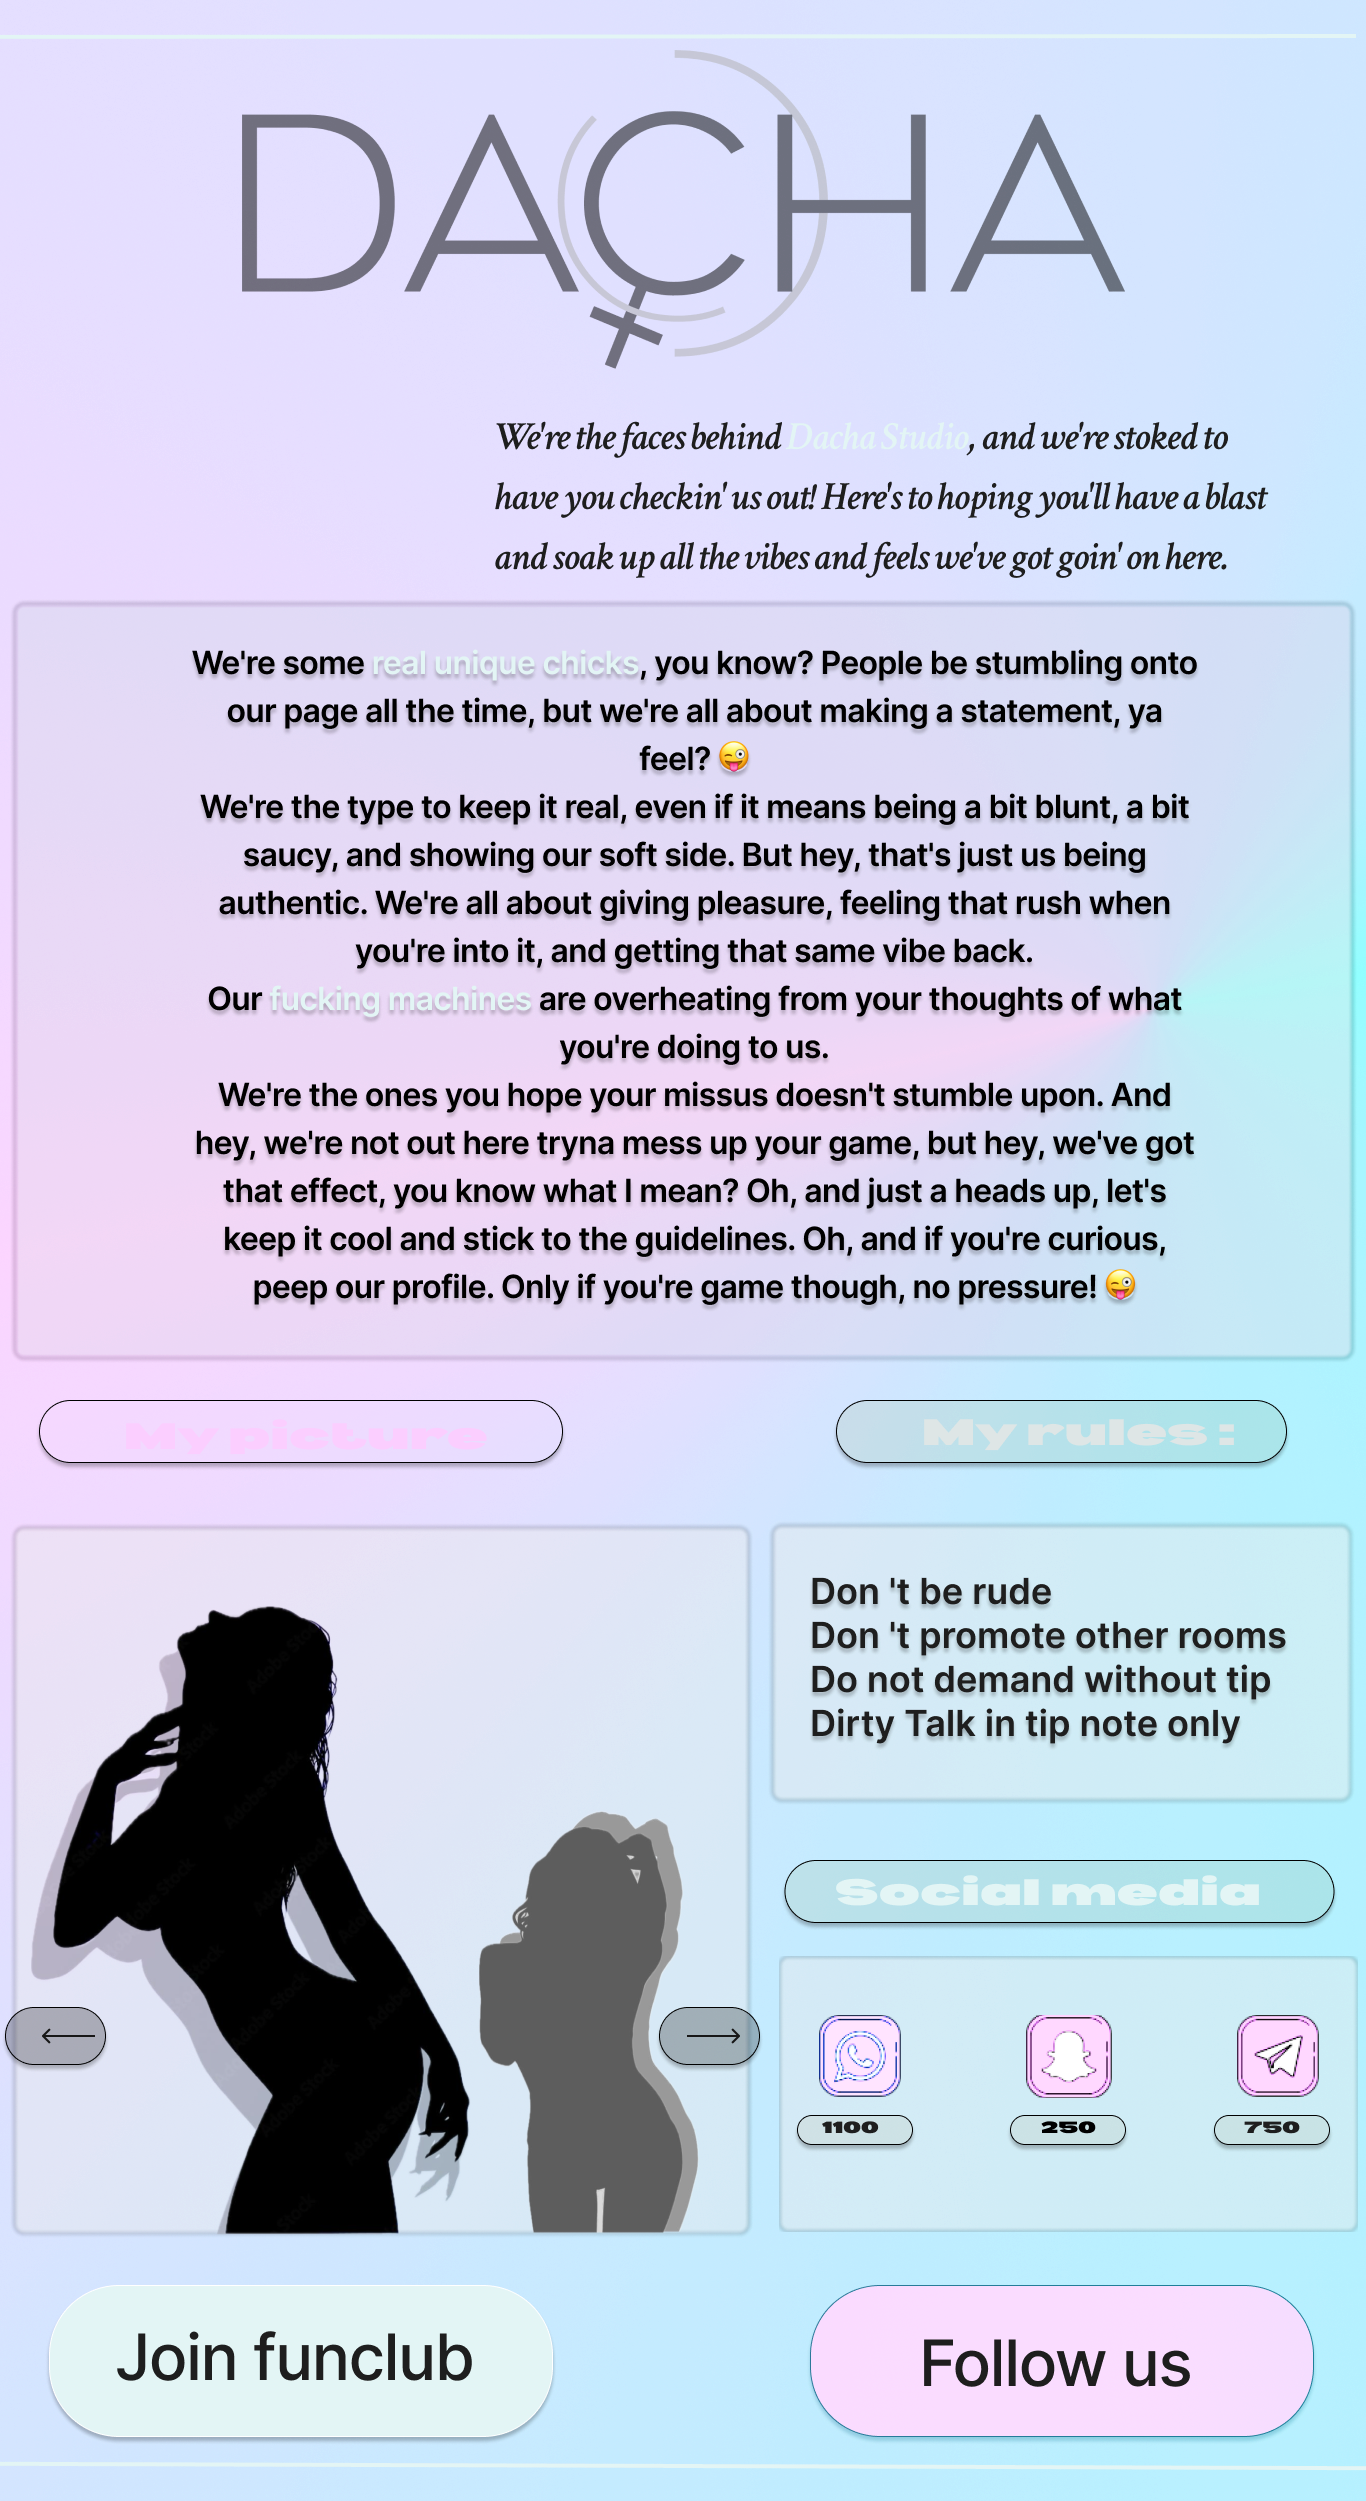 DACHA
We're the faces behind Dacha Studio, and we're stoked to
have you checkin' us out! Here's to hoping you'll have a blast
and soak up all the vibes and feels we've got goin' on here.
We're some real unique chicks, you know? People be stumbling onto
our page all the time, but we're all about making a statement, ya
feel? 😜
We're the type to keep it real, even if it means being a bit blunt, a bit
saucy, and showing our soft side. But hey, that's just us being
authentic. We're all about giving pleasure, feeling that rush when
you're into it, and getting that same vibe back.
Our fucking machines are overheating from your thoughts of what
you're doing to us.
We're the ones you hope your missus doesn't stumble upon. And
hey, we're not out here tryna mess up your game, but hey, we've got
that effect, you know what I mean? Oh, and just a heads up, let's
keep it cool and stick to the guidelines. Oh, and if you're curious,
peep our profile. Only if you're game though, no pressure! 😜
My picture
My rules :
Don 't be rude
Don 't promote other rooms
Do not demand without tip
Dirty Talk in tip note only
Social media
1100
250
750
Join funclub
Follow us